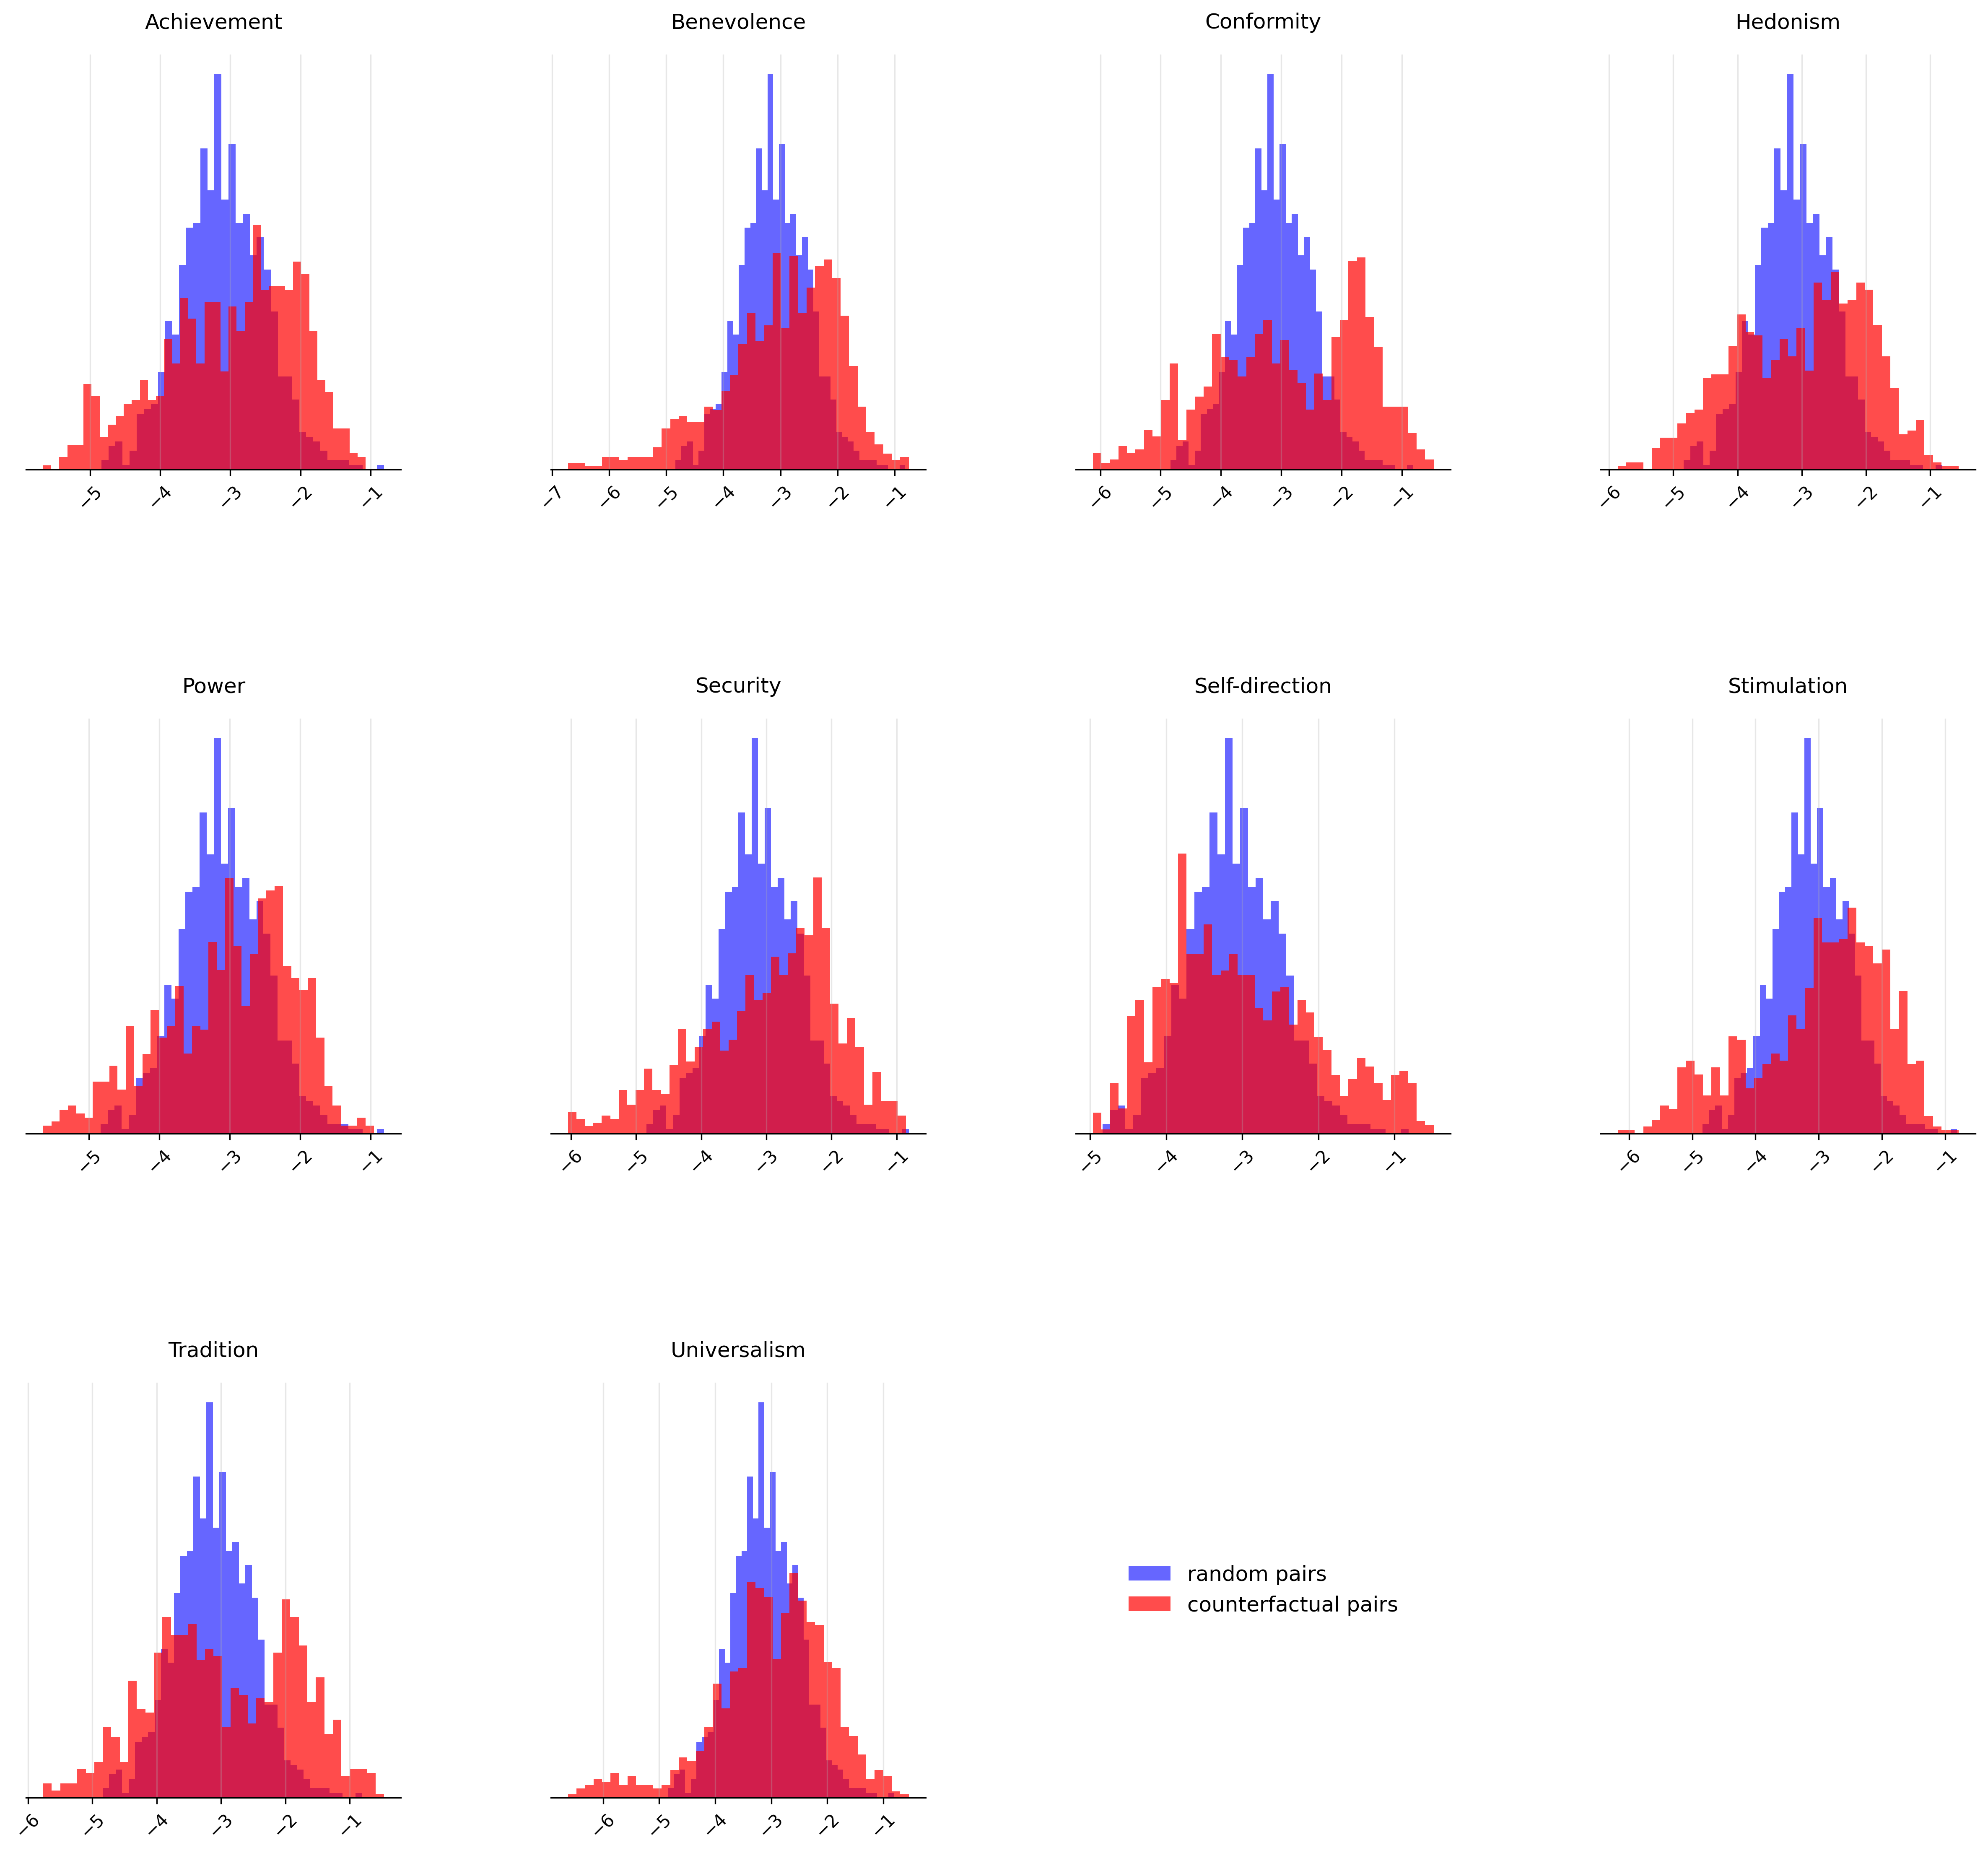 Achievement
Benevolence
Conformity
Hedonism
−5 −4 −3 −2 −1
−7 −6 −5 −4 −3 −2 −1
−6 −5 −4 −3 −2 −1
−6 −5 −4 −3 −2 −1
Power
Security
Self-direction
Stimulation
−5 −4 −3 −2 −1
−6 −5 −4 −3 −2 −1
−5 −4 −3 −2 −1
−6 −5 −4 −3 −2 −1
Tradition
Universalism
random pairs
counterfactual pairs
−6 −5 −4 −3 −2 −1
−6 −5 −4 −3 −2 −1